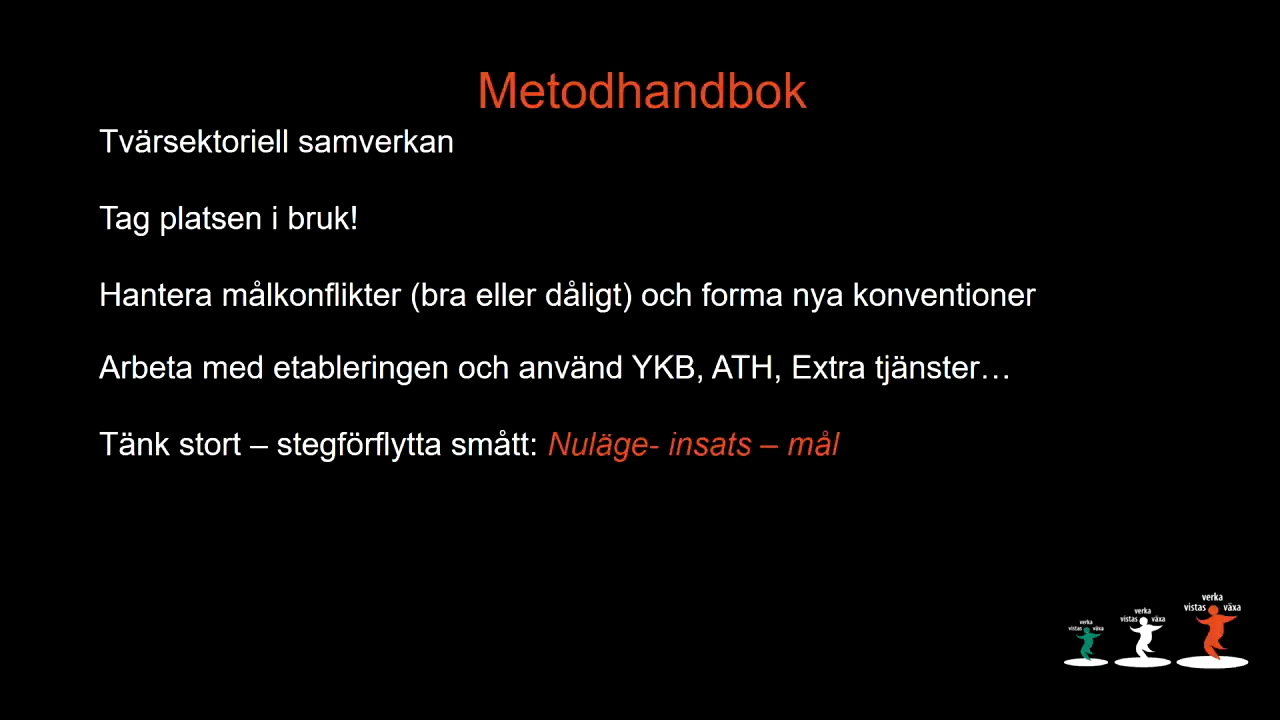 Metodhandbok
Tvärsektoriell samverkan
Tag platsen i bruk!
Hantera målkonflikter (bra eller dåligt) och forma nya konventioner
Arbeta med etableringen och använd YKB, ATH, Extra tjänster…
Tänk stort – stegförflytta smått: Nuläge- insats – mål
verka
vistas växa
verka
vistas växa
verka
vistas växa